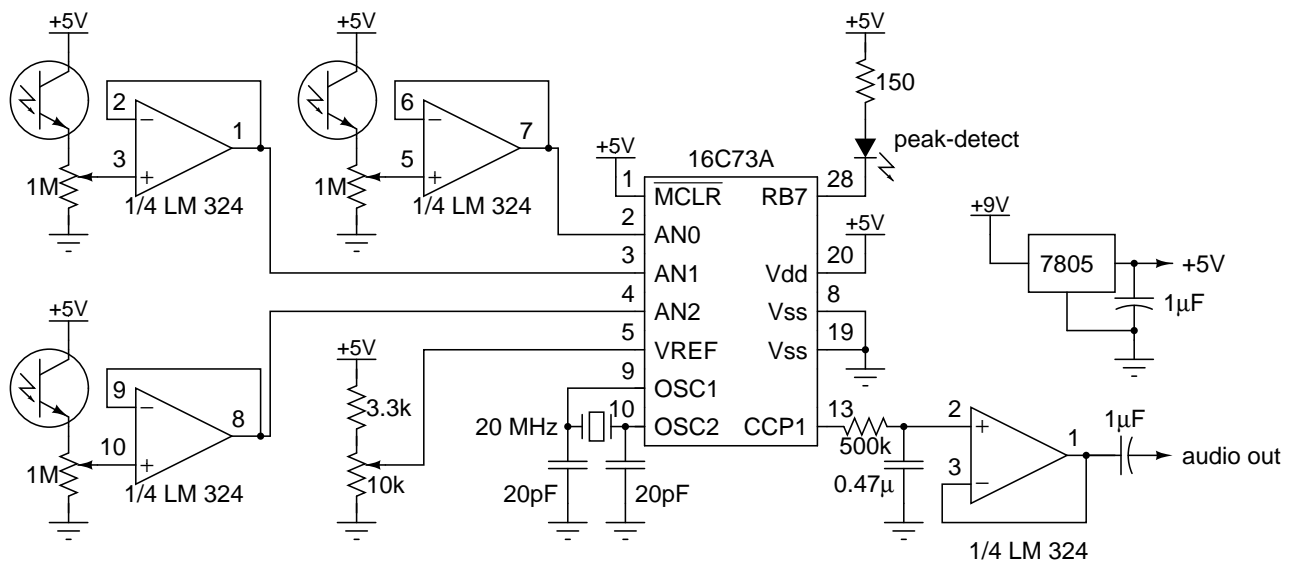 +5V
2
3
1
1M
1/4 LM 324
+5V
6
5
7
1M
1/4 LM 324
+5V
9
10
8
1M
1/4 LM 324
+5V
3.3k
10k
+5V
16C73A
1
MCLR
2
AN0
3
AN1
4
AN2
5
VREF
9
OSC1
10
OSC2
20 MHz
20pF
20pF
+5V
150
peak-detect
28
RB7
+5V
20
Vdd
8
Vss
19
Vss
13
CCP1
500k
0.47μ
2
3
1
1/4 LM 324
1μF
audio out
+9V
7805
+5V
1μF